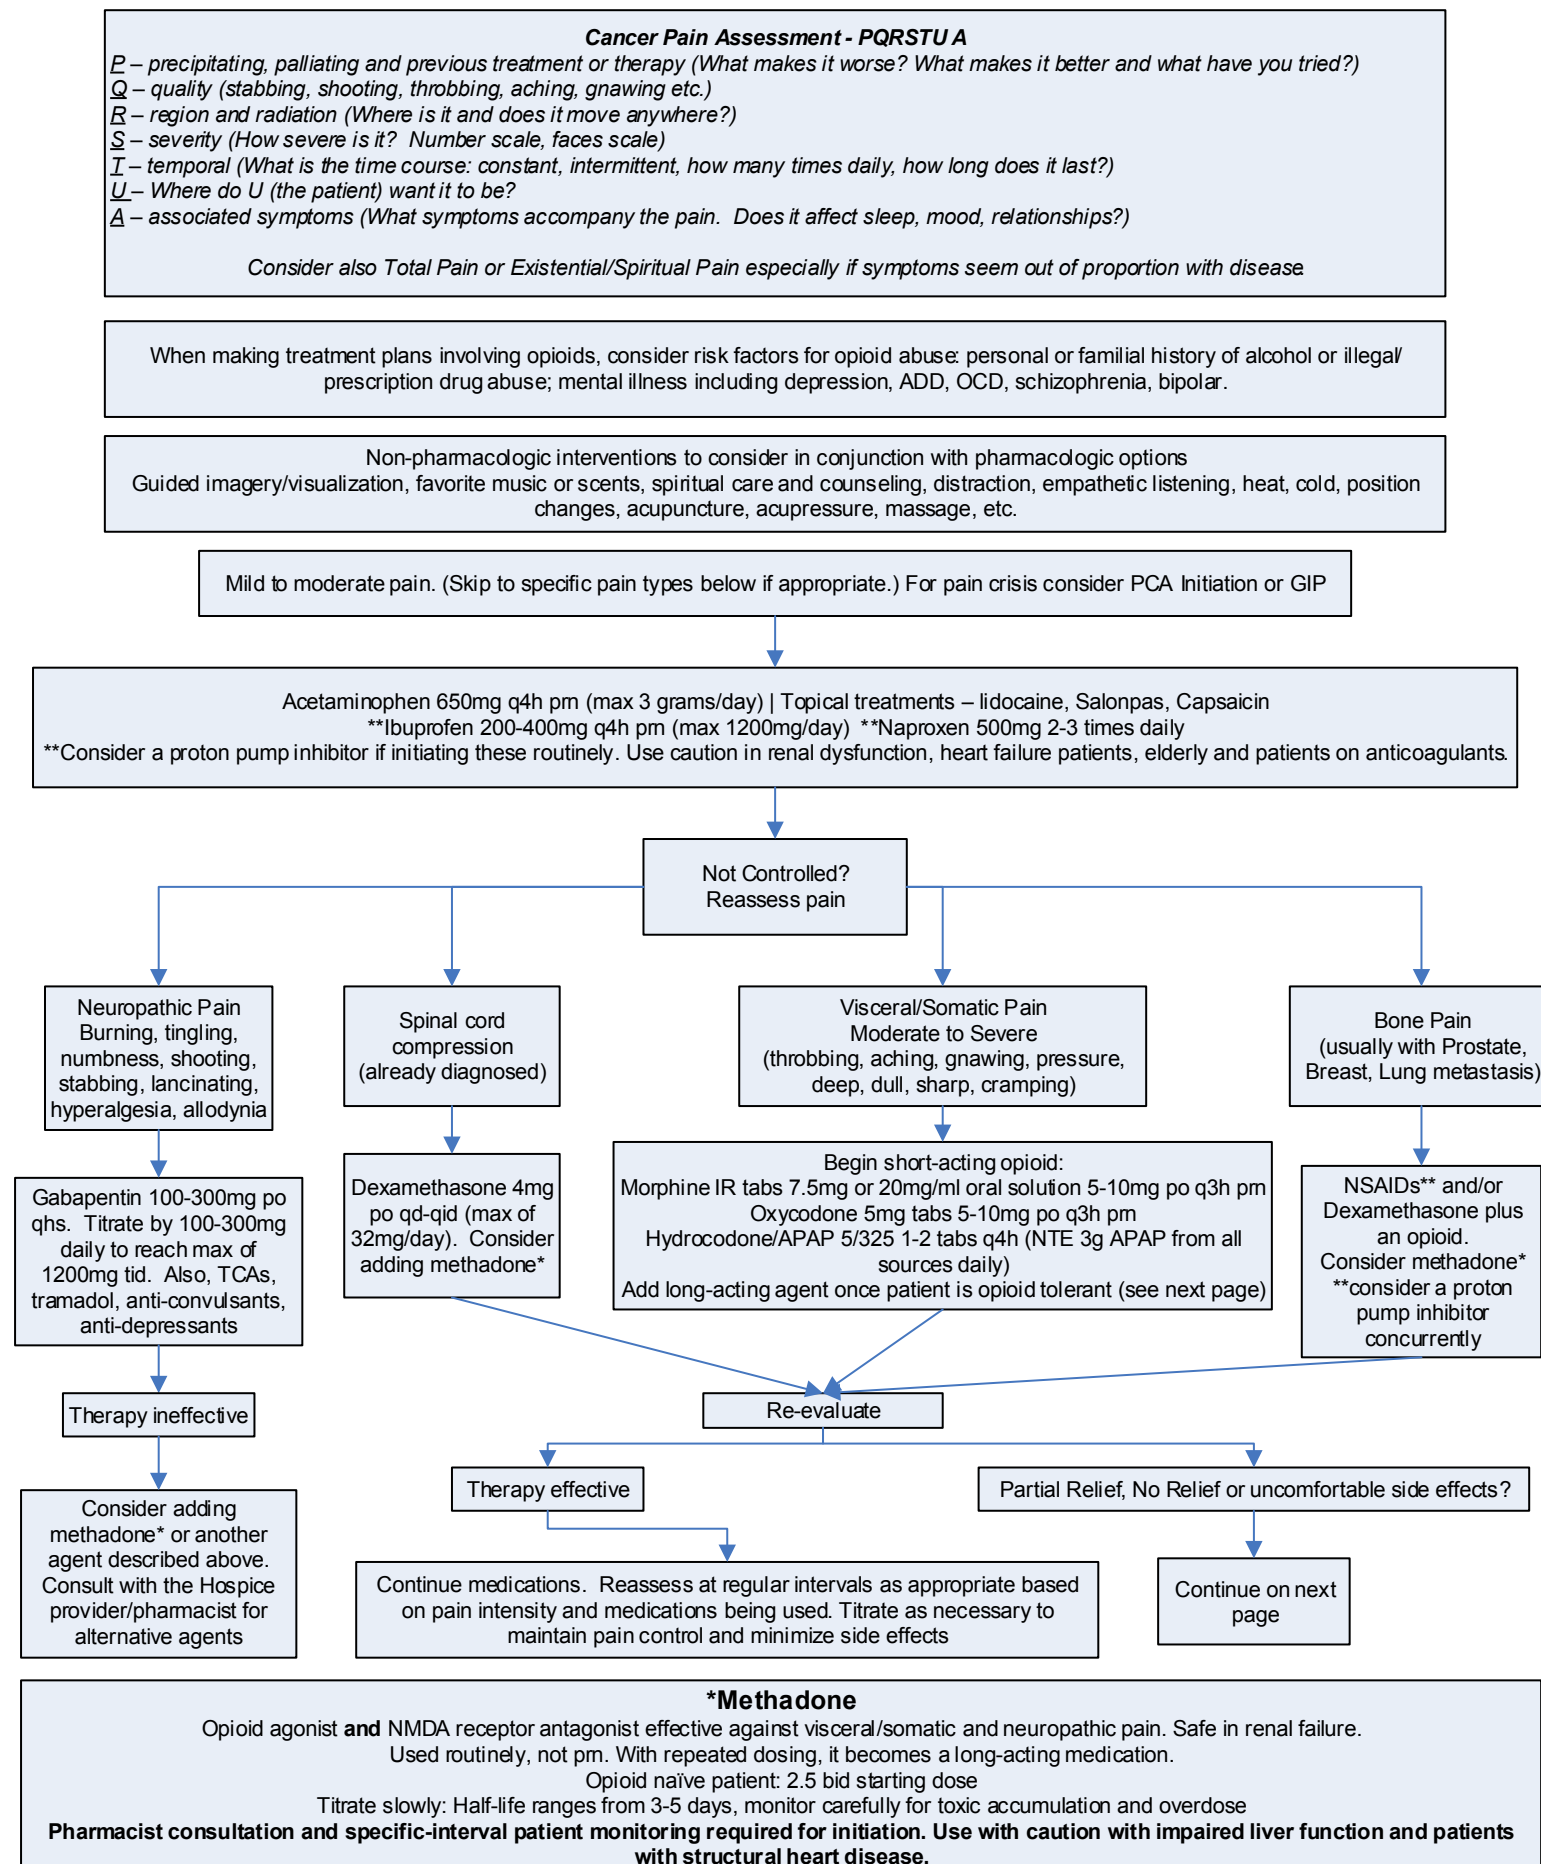 Cancer Pain Assessment - PQRSTU A
P – precipitating, palliating and previous treatment or therapy (What makes it worse? What makes it better and what have you tried?)
Q – quality (stabbing, shooting, throbbing, aching, gnawing etc.)
R – region and radiation (Where is it and does it move anywhere?)
S – severity (How severe is it?  Number scale, faces scale)
T – temporal (What is the time course: constant, intermittent, how many times daily, how long does it last?)
U – Where do U (the patient) want it to be?
A – associated symptoms (What symptoms accompany the pain.  Does it affect sleep, mood, relationships?)
Consider also Total Pain or Existential/Spiritual Pain especially if symptoms seem out of proportion with disease.
When making treatment plans involving opioids, consider risk factors for opioid abuse: personal or familial history of alcohol or illegal/
prescription drug abuse; mental illness including depression, ADD, OCD, schizophrenia, bipolar.
Non-pharmacologic interventions to consider in conjunction with pharmacologic options
Guided imagery/visualization, favorite music or scents, spiritual care and counseling, distraction, empathetic listening, heat, cold, position
changes, acupuncture, acupressure, massage, etc.
Mild to moderate pain. (Skip to specific pain types below if appropriate.) For pain crisis consider PCA Initiation or GIP
Acetaminophen 650mg q4h prn (max 3 grams/day) | Topical treatments – lidocaine, Salonpas, Capsaicin
**Ibuprofen 200-400mg q4h prn (max 1200mg/day)  **Naproxen 500mg 2-3 times daily
**Consider a proton pump inhibitor if initiating these routinely. Use caution in renal dysfunction, heart failure patients, elderly and patients on anticoagulants.
Not Controlled?
Reassess pain
Neuropathic Pain
Burning, tingling,
numbness, shooting,
stabbing, lancinating,
hyperalgesia, allodynia
Spinal cord
compression
(already diagnosed)
Visceral/Somatic Pain
Moderate to Severe
(throbbing, aching, gnawing, pressure,
deep, dull, sharp, cramping)
Bone Pain
(usually with Prostate,
Breast, Lung metastasis)
Gabapentin 100-300mg po
qhs.  Titrate by 100-300mg
daily to reach max of
1200mg tid.  Also, TCAs,
tramadol, anti-convulsants,
anti-depressants
Dexamethasone 4mg
po qd-qid (max of
32mg/day).  Consider
adding methadone*
Begin short-acting opioid:
Morphine IR tabs 7.5mg or 20mg/ml oral solution 5-10mg po q3h prn
Oxycodone 5mg tabs 5-10mg po q3h prn
Hydrocodone/APAP 5/325 1-2 tabs q4h (NTE 3g APAP from all
sources daily)
Add long-acting agent once patient is opioid tolerant (see next page)
NSAIDs** and/or
Dexamethasone plus
an opioid.
Consider methadone*
**consider a proton
pump inhibitor
concurrently
Therapy ineffective
Re-evaluate
Therapy effective
Partial Relief, No Relief or uncomfortable side effects?
Consider adding
methadone* or another
agent described above.
Consult with the Hospice
provider/pharmacist for
alternative agents
Continue medications.  Reassess at regular intervals as appropriate based
on pain intensity and medications being used. Titrate as necessary to
maintain pain control and minimize side effects
Continue on next
page
*Methadone
Opioid agonist and NMDA receptor antagonist effective against visceral/somatic and neuropathic pain. Safe in renal failure.
Used routinely, not prn. With repeated dosing, it becomes a long-acting medication.
Opioid naïve patient: 2.5 bid starting dose
Titrate slowly: Half-life ranges from 3-5 days, monitor carefully for toxic accumulation and overdose
Pharmacist consultation and specific-interval patient monitoring required for initiation. Use with caution with impaired liver function and patients
with structural heart disease.